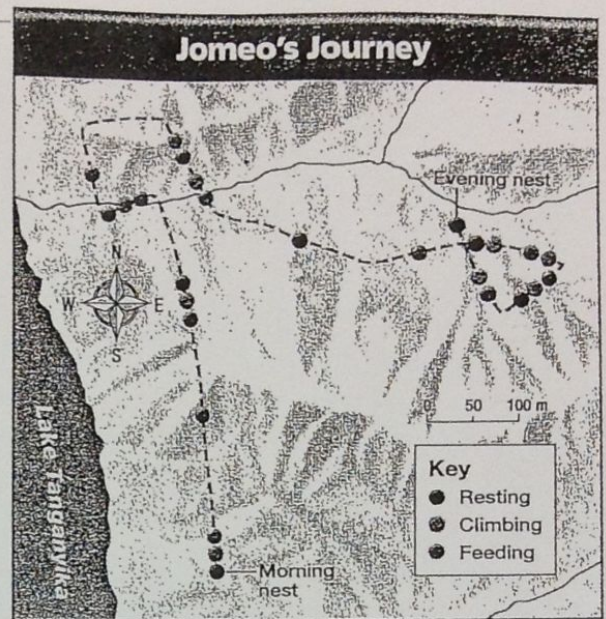 Jomeo's Journey
Evening nest
N
W E
S
0 50 100 m
Lake Tanganyika
Key
Resting
Climbing
Feeding
Morning
nest